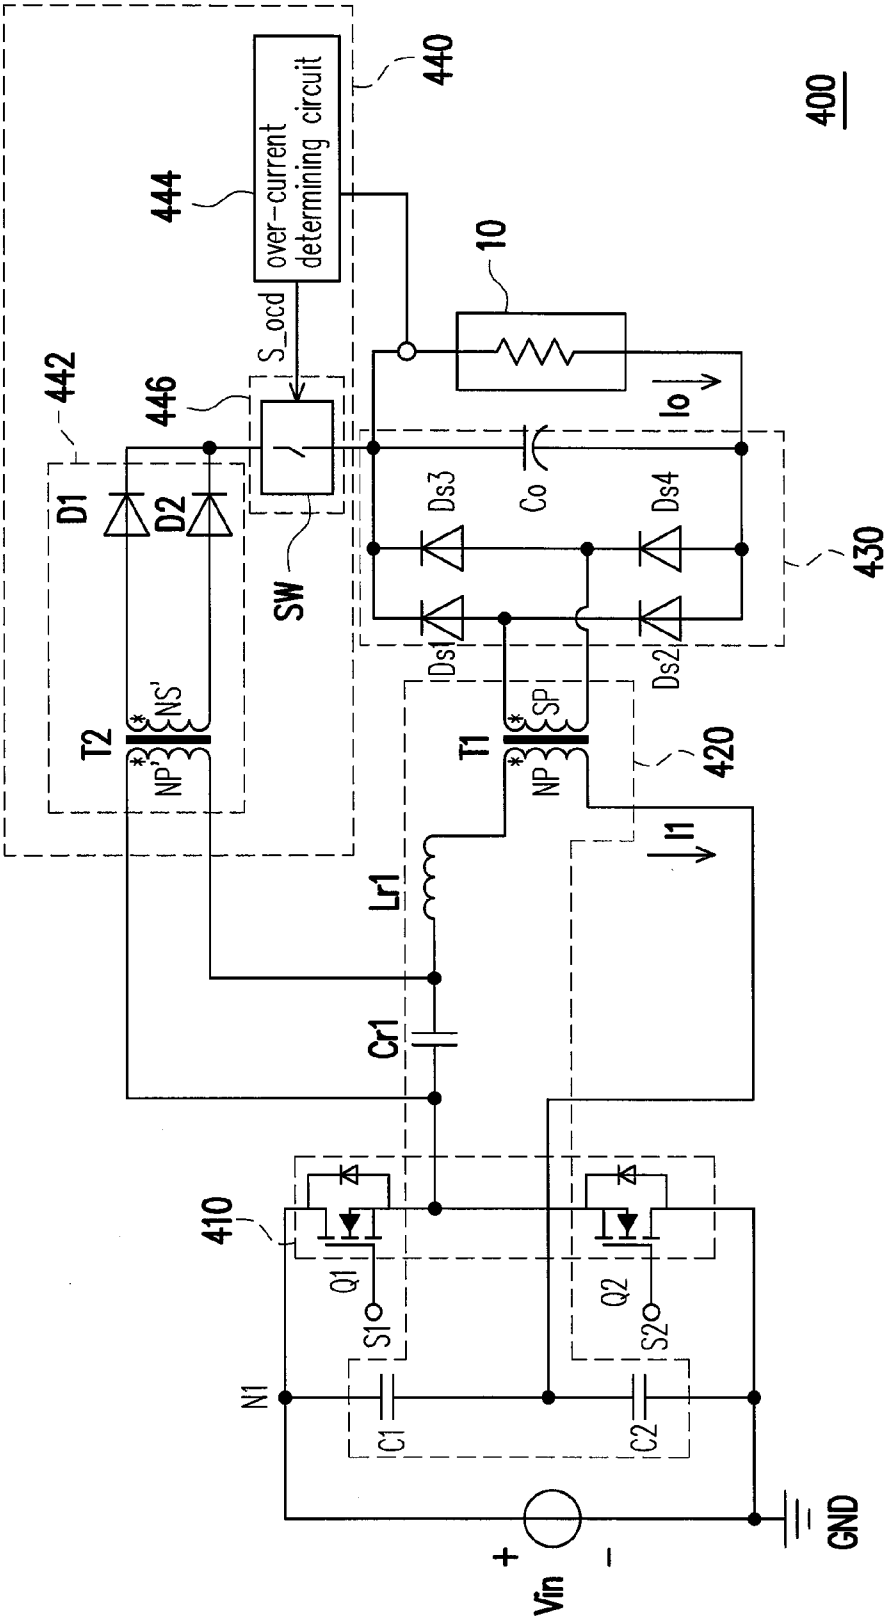 400
440
444
over-current
determining circuit
S_ocd
442
446
D1
D2
SW
T2
*
*
NP'
NS'
10
Io
Co
Ds3
Ds4
Ds1
Ds2
430
T1
*
*
NP
SP
420
Lr1
I1
Cr1
410
Q1
S1
Q2
S2
N1
C1
C2
+
Vin
−
GND